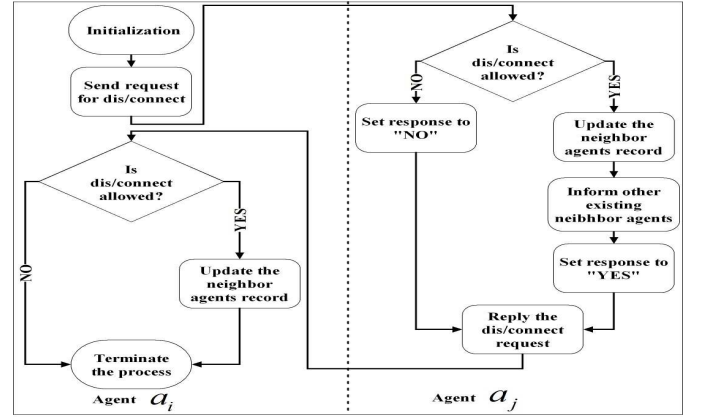 Initialization
Send request
for dis/connect
Is
dis/connect
allowed?
NO
YES
Update the
neighbor
agents record
Terminate
the process
Agent a_i
Is
dis/connect
allowed?
NO
YES
Set response to
"NO"
Update the
neighbor
agents record
Inform other
existing
neibhbor agents
Set response to
"YES"
Reply the
dis/connect
request
Agent a_j